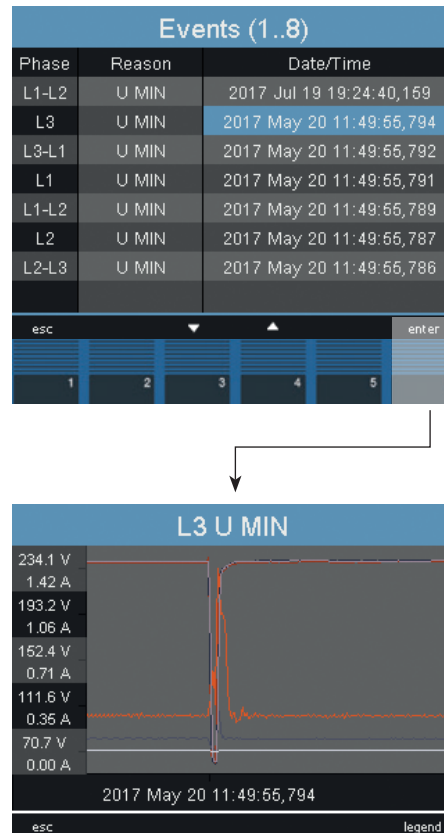 Events (1..8)
Phase Reason Date/Time
L1-L2 U MIN 2017 Jul 19 19:24:40,159
L3 U MIN 2017 May 20 11:49:55,794
L3-L1 U MIN 2017 May 20 11:49:55,792
L1 U MIN 2017 May 20 11:49:55,791
L1-L2 U MIN 2017 May 20 11:49:55,789
L2 U MIN 2017 May 20 11:49:55,787
L2-L3 U MIN 2017 May 20 11:49:55,786
esc ▼ ▲ enter
1 2 3 4 5
L3 U MIN
234.1 V
1.42 A
193.2 V
1.06 A
152.4 V
0.71 A
111.6 V
0.35 A
70.7 V
0.00 A
2017 May 20 11:49:55,794
esc legend